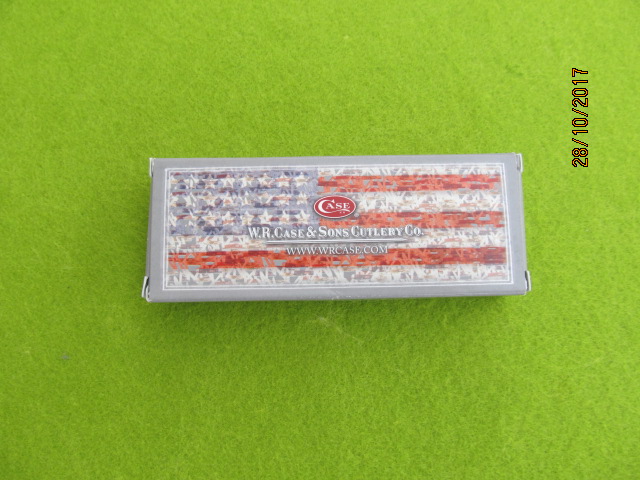 CASE
W.R. CASE & SONS CUTLERY CO.
WWW.WRCASE.COM
28/10/2017